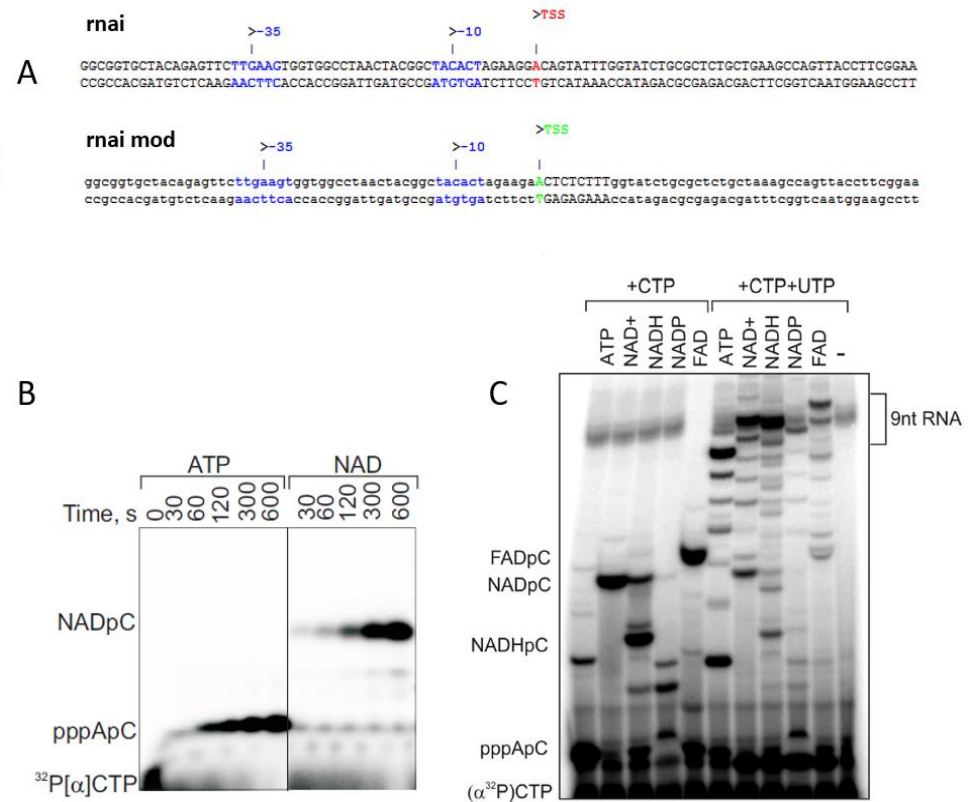 rnai
>-35 >-10 >TSS
A
GGCGGTGCTACAGAGTTCTTGAAGTGGTGGCCTAACTACGGCTACACTAGAAGGACAGTATTTGGTATCTGCGCTCTGCTGAAGCCAGTTACCTTCGGAA
CCGCCACGATGTCTCAAGAACTTCACCACCGGATTGATGCCGATGTGATCTTCCTGTCATAAACCATAGACGCGAGACGACTTCGGTCAATGGAAGCCTT
rnai mod
>-35 >-10 >TSS
ggcggtgctacagagttcttgaagtggtggcctaactacggctacactagaagaACTCTCTTTggtatctgcgctctgctaaagccagttaccttcggaa
ccgccacgatgtctcaagaacttcaccaccggattgatgccgatgtgatcttctTGAGAGAAAccatagacgcgagacgatttcggtcaatggaagcctt
B
ATP NAD
Time, s 0 30 60 120 300 600 30 60 120 300 600
NADpC
pppApC
³²P[α]CTP
C
+CTP +CTP+UTP
ATP NAD+ NADH NADP FAD ATP NAD+ NADH NADP FAD -
9nt RNA
FADpC
NADpC
NADHpC
pppApC
(α³²P)CTP